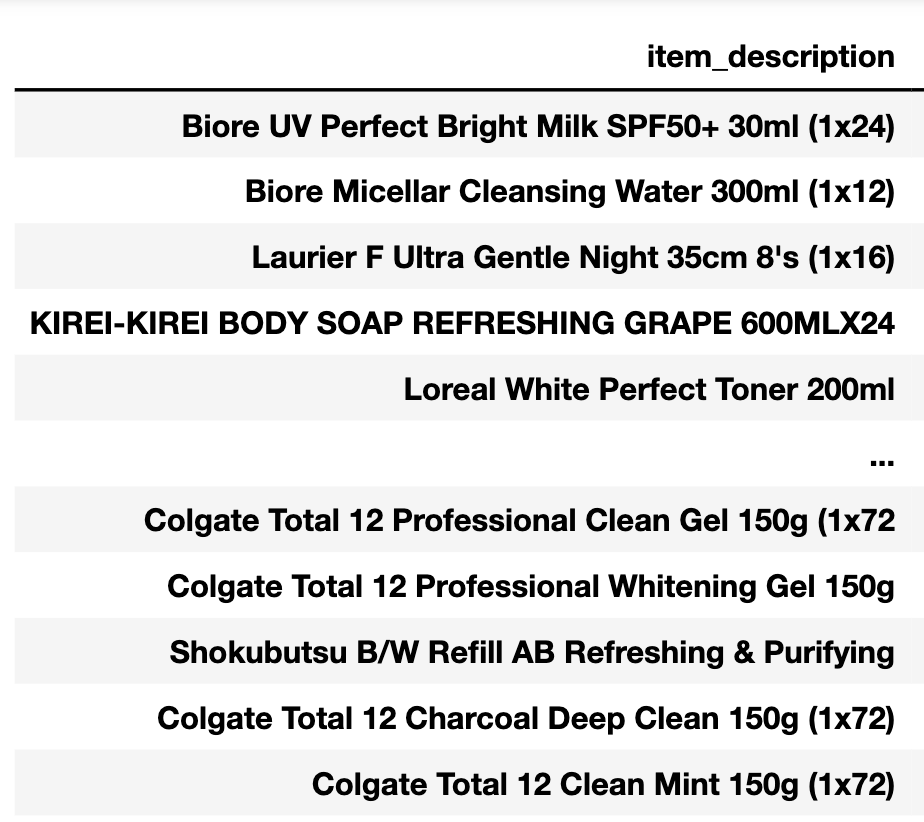 item_description
Biore UV Perfect Bright Milk SPF50+ 30ml (1x24)
Biore Micellar Cleansing Water 300ml (1x12)
Laurier F Ultra Gentle Night 35cm 8's (1x16)
KIREI-KIREI BODY SOAP REFRESHING GRAPE 600MLX24
Loreal White Perfect Toner 200ml
...
Colgate Total 12 Professional Clean Gel 150g (1x72
Colgate Total 12 Professional Whitening Gel 150g
Shokubutsu B/W Refill AB Refreshing & Purifying
Colgate Total 12 Charcoal Deep Clean 150g (1x72)
Colgate Total 12 Clean Mint 150g (1x72)